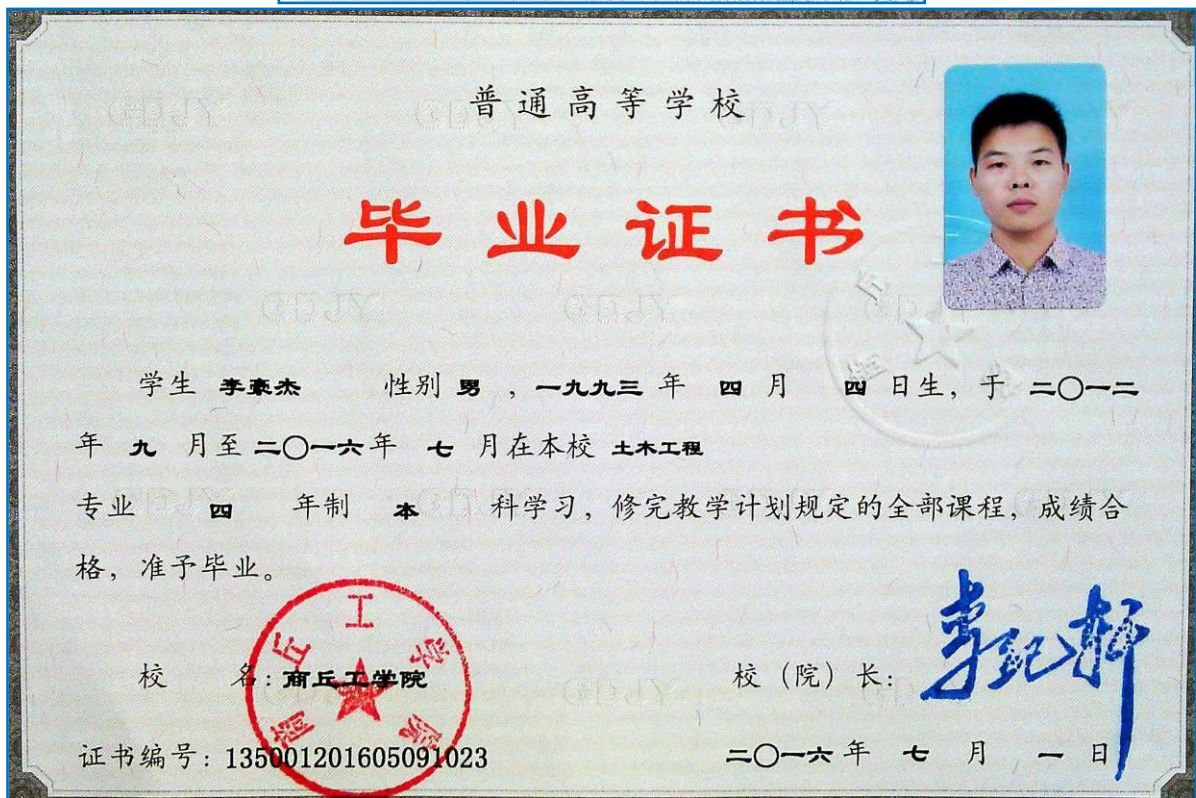 普通高等学校
毕业证书
学生 李豪杰 性别 男 ，一九九三 年 四 月 四 日生，于 二〇一二
年 九 月至 二〇一六 年 七 月在本校 土木工程
专业 四 年制 本 科学习，修完教学计划规定的全部课程，成绩合
格，准予毕业。
校 名：商丘工学院
商丘工学院
校（院）长：
证书编号：135001201605091023
二〇一六 年 七 月 一 日